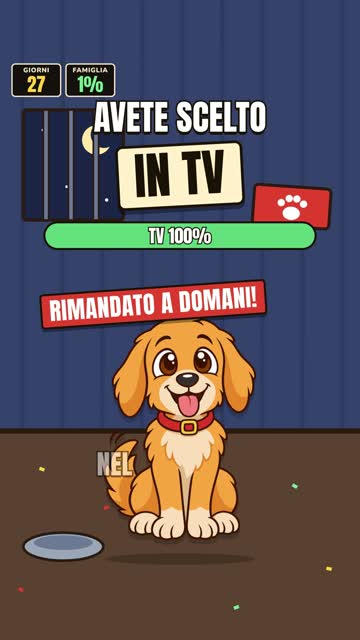 GIORNI
27
FAMIGLIA
1%
AVETE SCELTO
IN TV
TV 100%
RIMANDATO A DOMANI!
NEL